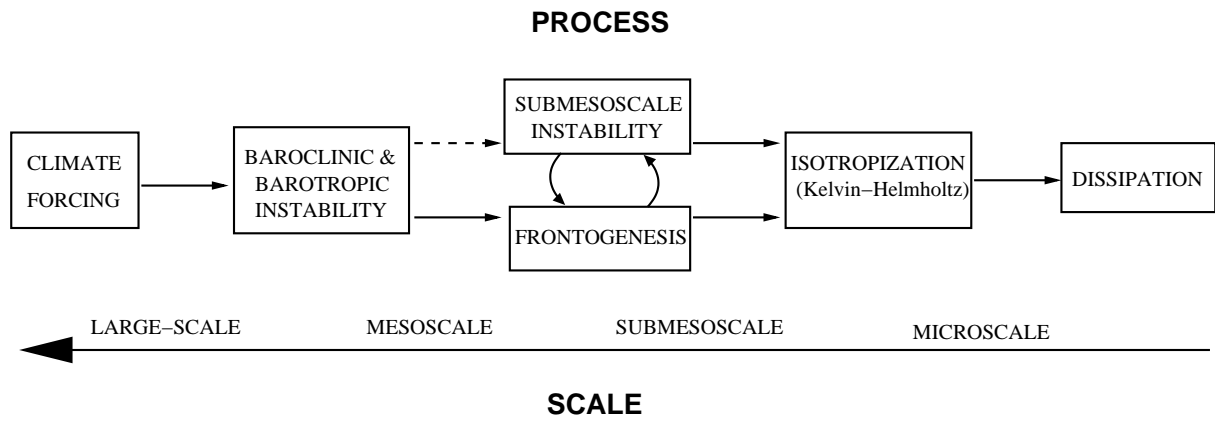 PROCESS
CLIMATE
FORCING
BAROCLINIC &
BAROTROPIC
INSTABILITY
SUBMESOSCALE
INSTABILITY
FRONTOGENESIS
ISOTROPIZATION
(Kelvin−Helmholtz)
DISSIPATION
LARGE−SCALE MESOSCALE SUBMESOSCALE MICROSCALE
SCALE